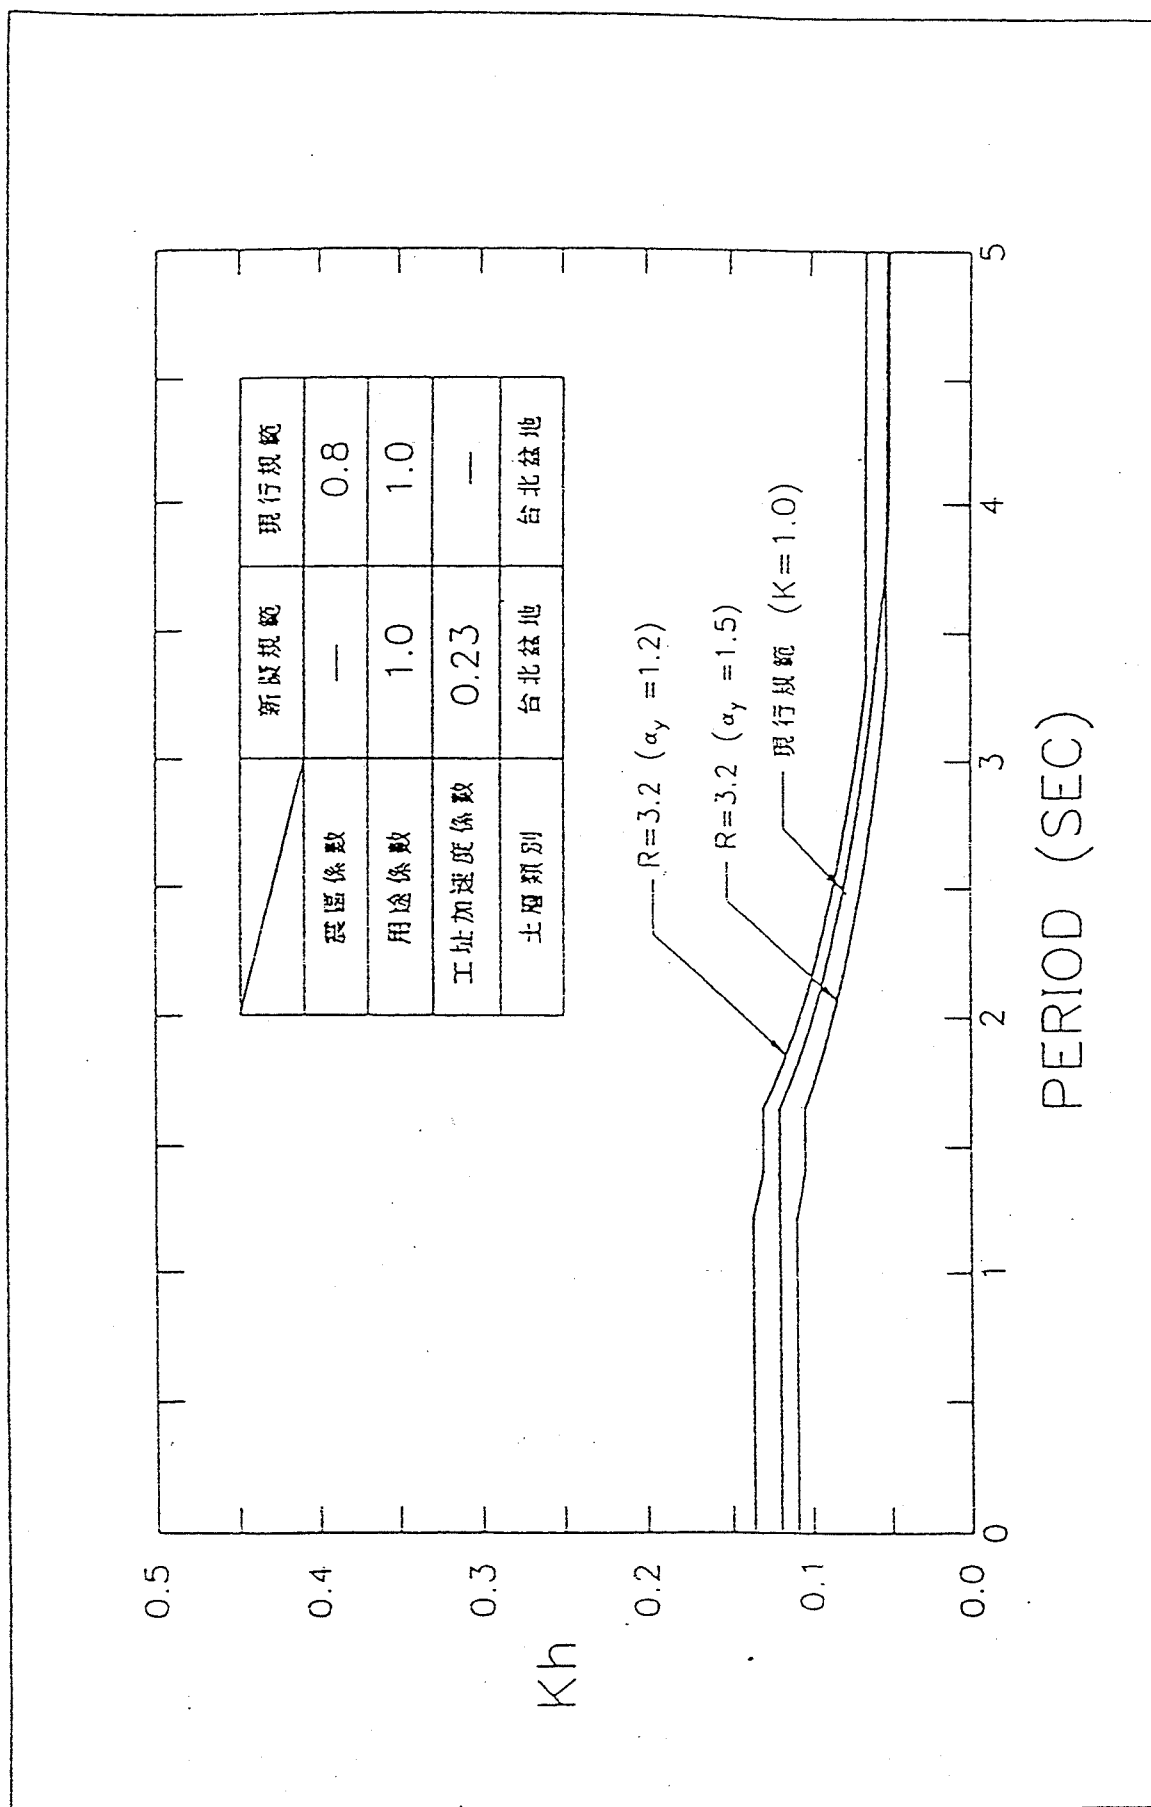 Kh
0.5
0.4
0.3
0.2
0.1
0.0
新擬規範 現行規範
震區係數 — 0.8
用途係數 1.0 1.0
工址加速度係數 0.23 —
土層類別 台北盆地 台北盆地
R=3.2 (αy =1.2)
R=3.2 (αy =1.5)
現行規範 (K=1.0)
0 1 2 3 4 5
PERIOD (SEC)